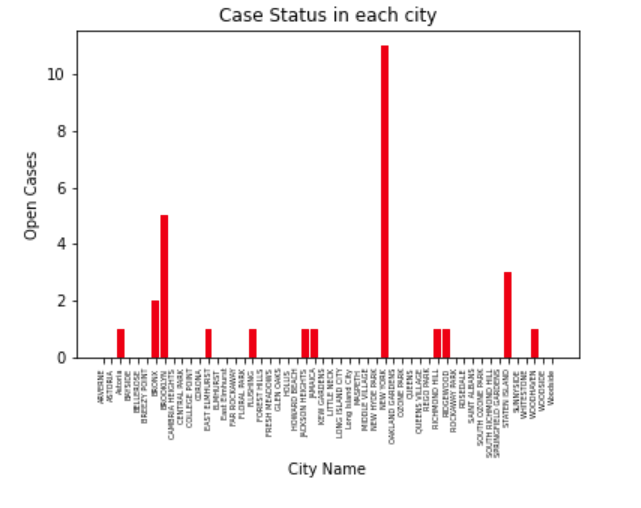 Case Status in each city
10
8
6
4
2
0
Open Cases
ARVERNE
ASTORIA
Astoria
BAYSIDE
BELLEROSE
BREEZY POINT
BRONX
BROOKLYN
CAMBRIA HEIGHTS
CENTRAL PARK
COLLEGE POINT
CORONA
EAST ELMHURST
ELMHURST
East Elmhurst
FAR ROCKAWAY
FLORAL PARK
FLUSHING
FOREST HILLS
FRESH MEADOWS
GLEN OAKS
HOLLIS
HOWARD BEACH
JACKSON HEIGHTS
JAMAICA
KEW GARDENS
LITTLE NECK
LONG ISLAND CITY
Long Island City
MASPETH
MIDDLE VILLAGE
NEW HYDE PARK
NEW YORK
OAKLAND GARDENS
OZONE PARK
QUEENS
QUEENS VILLAGE
REGO PARK
RICHMOND HILL
RIDGEWOOD
ROCKAWAY PARK
ROSEDALE
SAINT ALBANS
SOUTH OZONE PARK
SOUTH RICHMOND HILL
SPRINGFIELD GARDENS
STATEN ISLAND
SUNNYSIDE
WHITESTONE
WOODHAVEN
WOODSIDE
Woodside
City Name